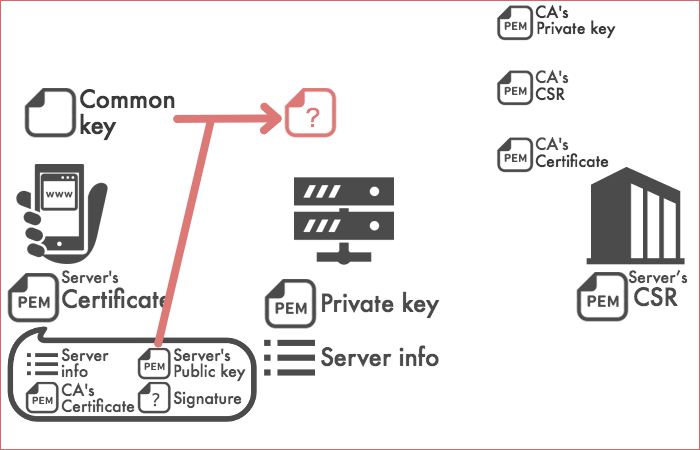 PEM CA's
Private key
PEM CA's
CSR
PEM CA's
Certificate
Common
key
?
WWW
PEM Server's
Certificate
PEM Private key
Server info
PEM Server's
CSR
Server
info
PEM Server's
Public key
PEM CA's
Certificate
? Signature